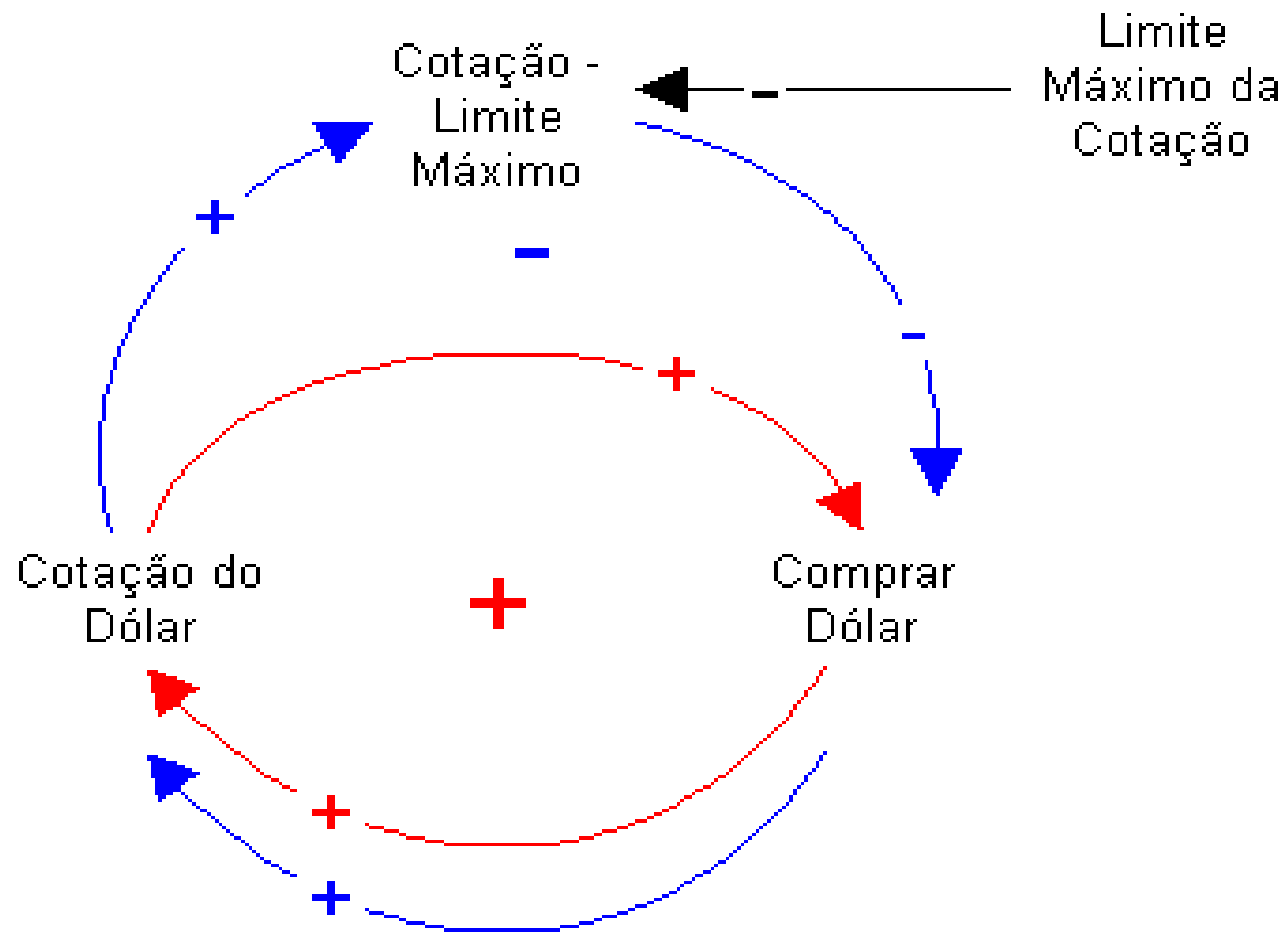 Cotação -
Limite
Máximo
-
Limite
Máximo da
Cotação
+
-
-
+
Cotação do
Dólar
+
Comprar
Dólar
+
+